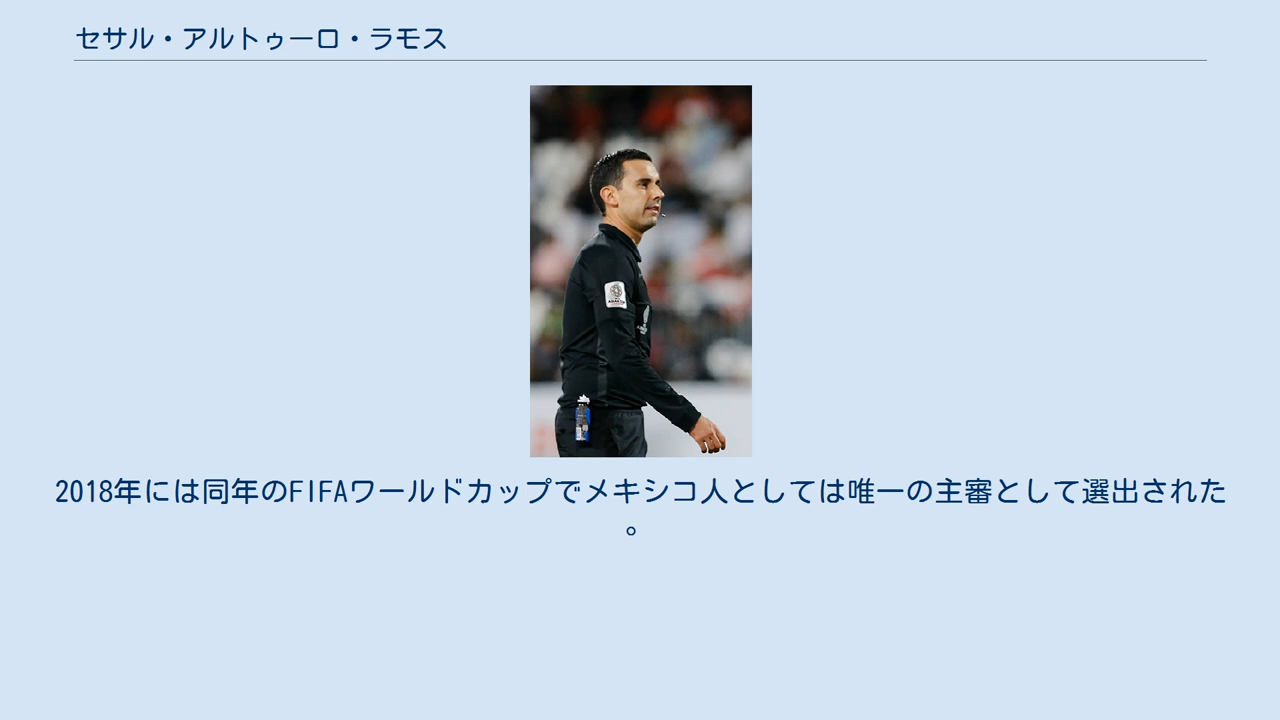 セサル・アルトゥーロ・ラモス
2018年には同年のFIFAワールドカップでメキシコ人としては唯一の主審として選出された
。